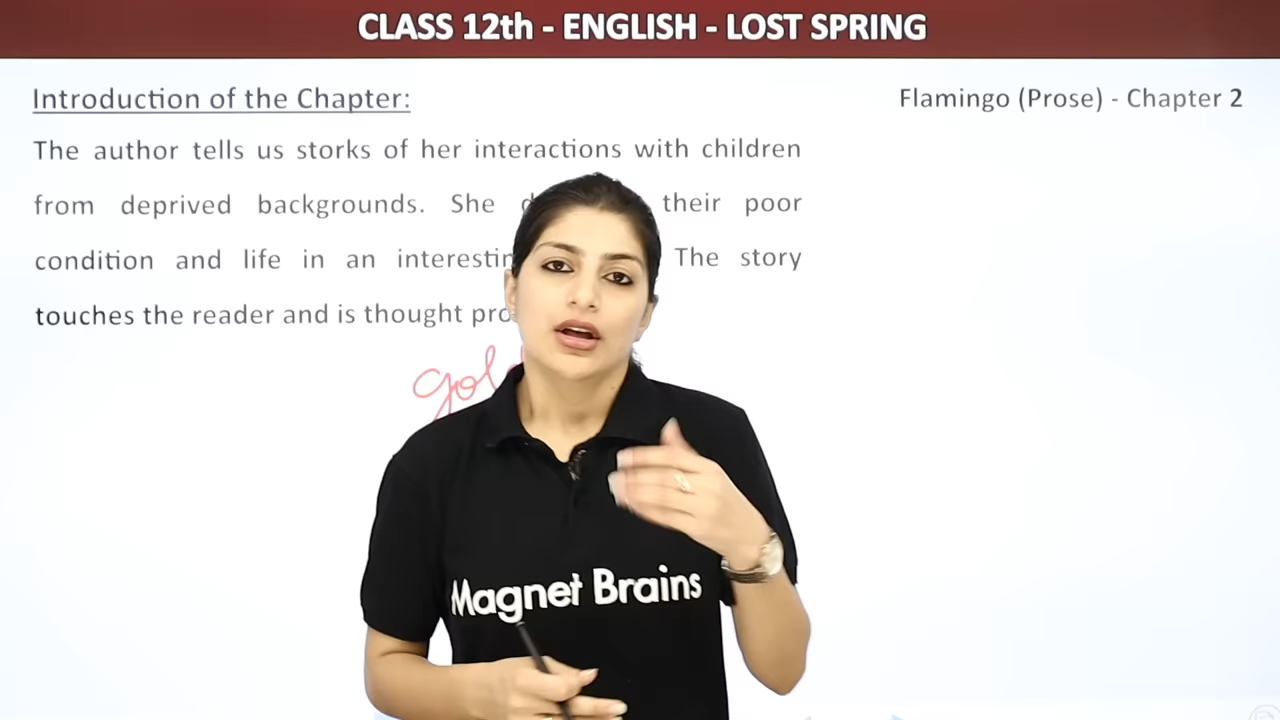 CLASS 12th - ENGLISH - LOST SPRING
Introduction of the Chapter:
Flamingo (Prose) - Chapter 2
The author tells us storks of her interactions with children
from deprived backgrounds. She their poor
condition and life in an The story
touches the reader and is thought
Magnet Brains